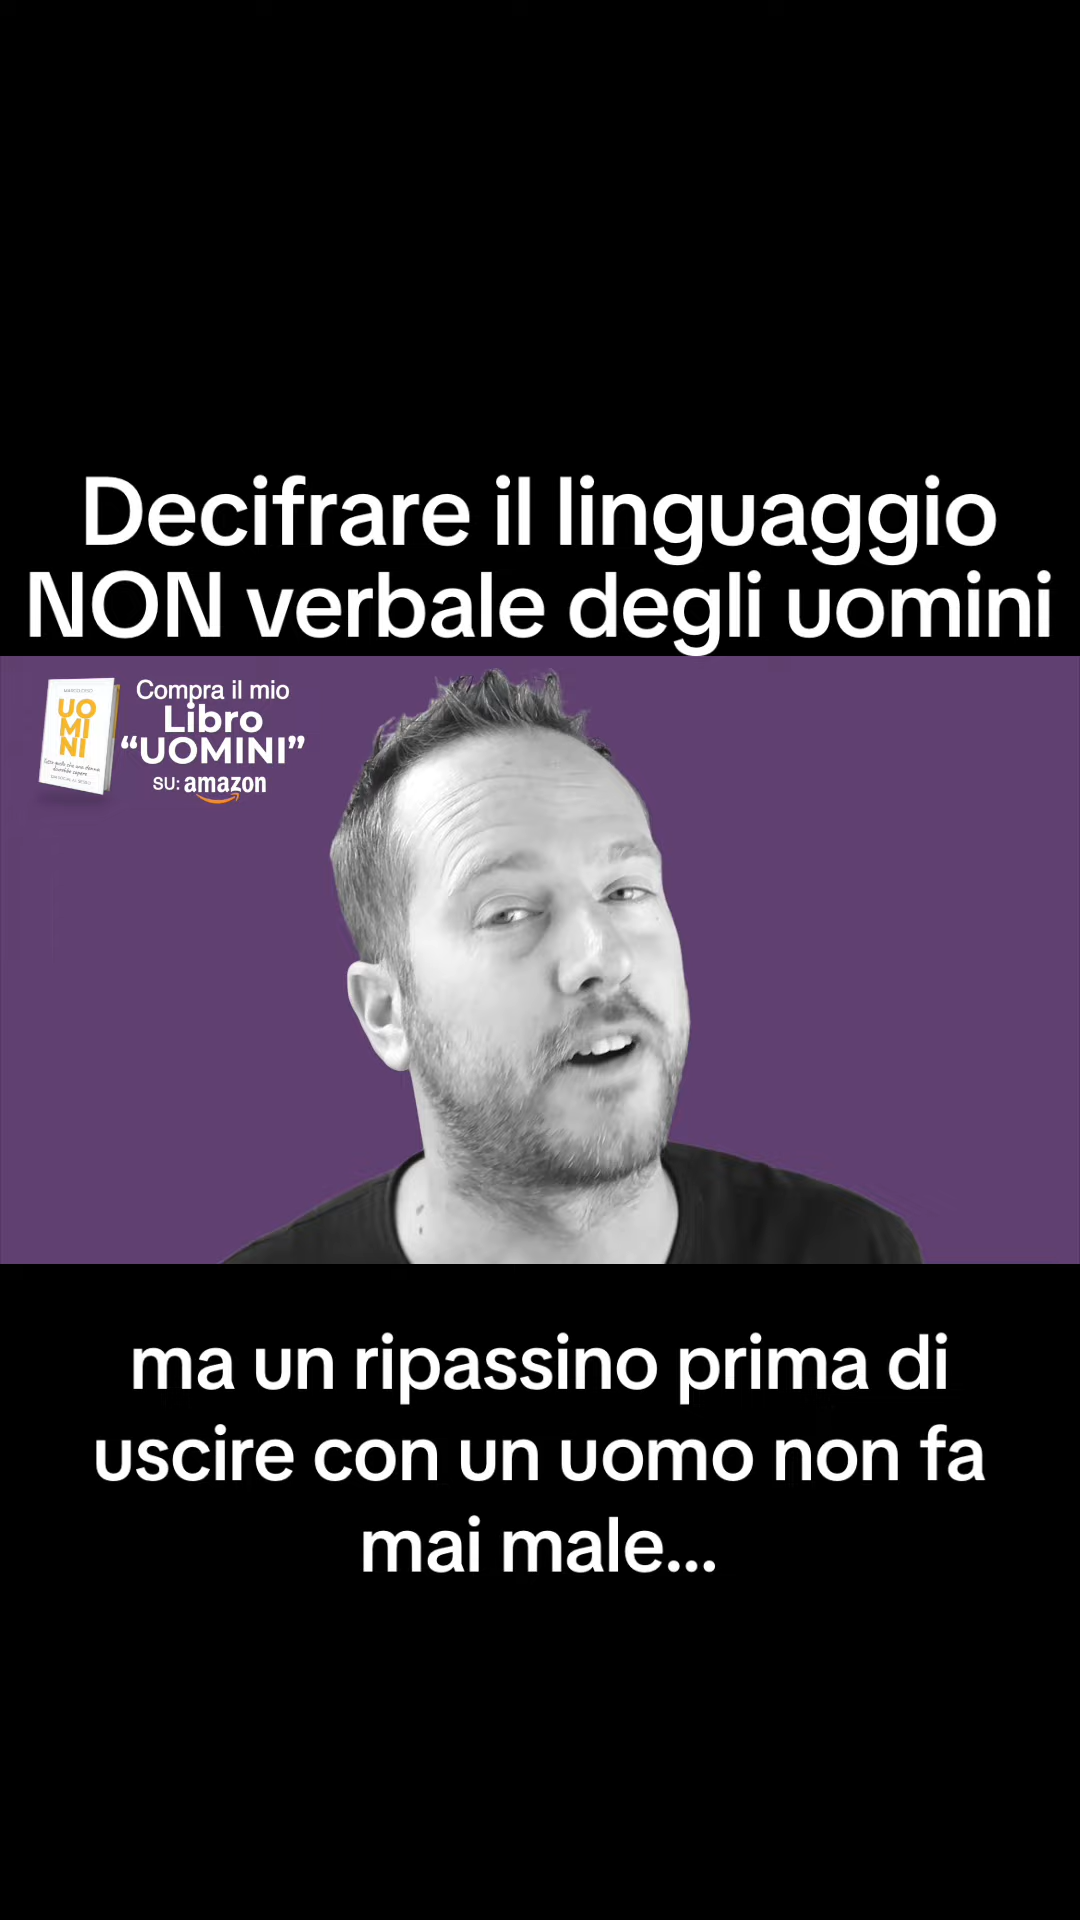 Decifrare il linguaggio
NON verbale degli uomini
UO
MI
NI
Compra il mio
Libro
“UOMINI”
SU: amazon
ma un ripassino prima di
uscire con un uomo non fa
mai male...